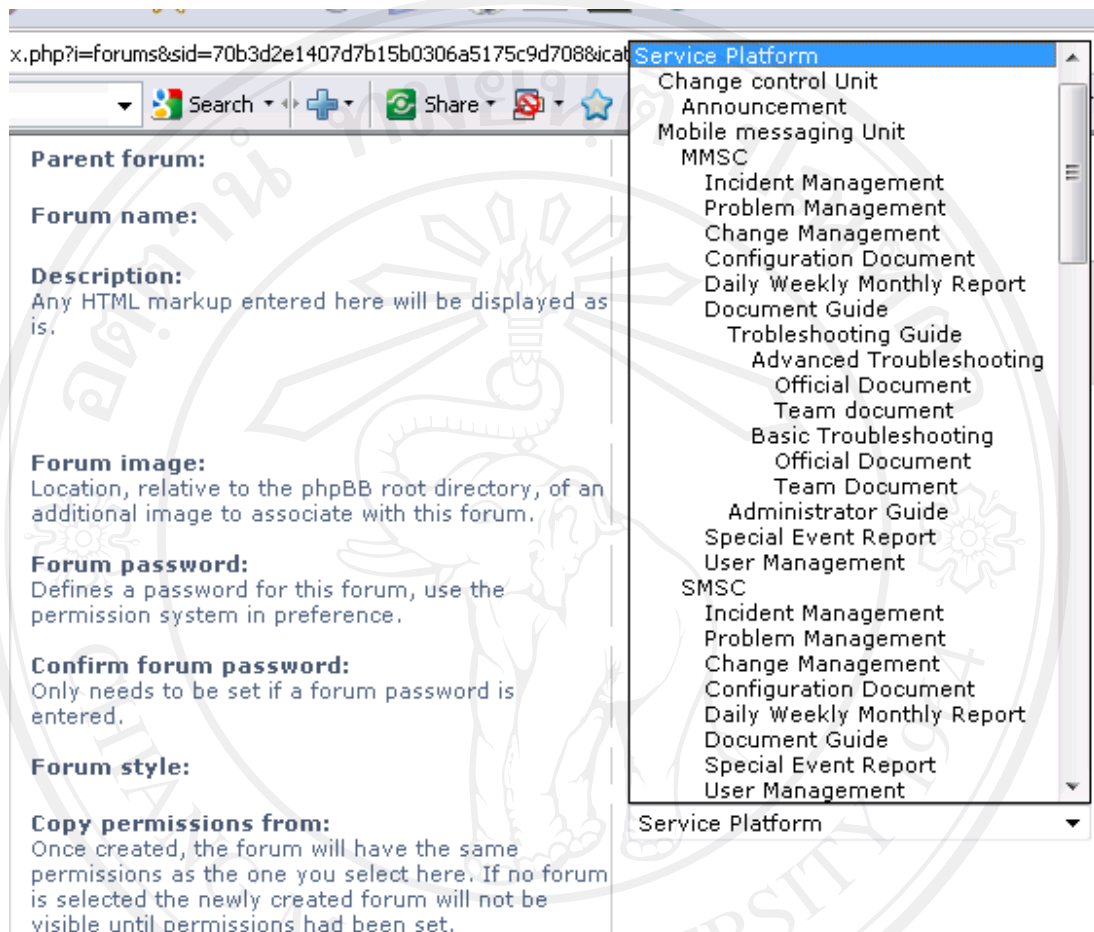 x.php?i=forums&sid=70b3d2e1407d7b15b0306a5175c9d708&icat
Search
Share
Parent forum:
Forum name:
Description:
Any HTML markup entered here will be displayed as
is.
Forum image:
Location, relative to the phpBB root directory, of an
additional image to associate with this forum.
Forum password:
Defines a password for this forum, use the
permission system in preference.
Confirm forum password:
Only needs to be set if a forum password is
entered.
Forum style:
Copy permissions from:
Once created, the forum will have the same
permissions as the one you select here. If no forum
is selected the newly created forum will not be
visible until permissions had been set.
Service Platform
Change control Unit
Announcement
Mobile messaging Unit
MMSC
Incident Management
Problem Management
Change Management
Configuration Document
Daily Weekly Monthly Report
Document Guide
Trobleshooting Guide
Advanced Troubleshooting
Official Document
Team document
Basic Troubleshooting
Official Document
Team Document
Administrator Guide
Special Event Report
User Management
SMSC
Incident Management
Problem Management
Change Management
Configuration Document
Daily Weekly Monthly Report
Document Guide
Special Event Report
User Management
Service Platform